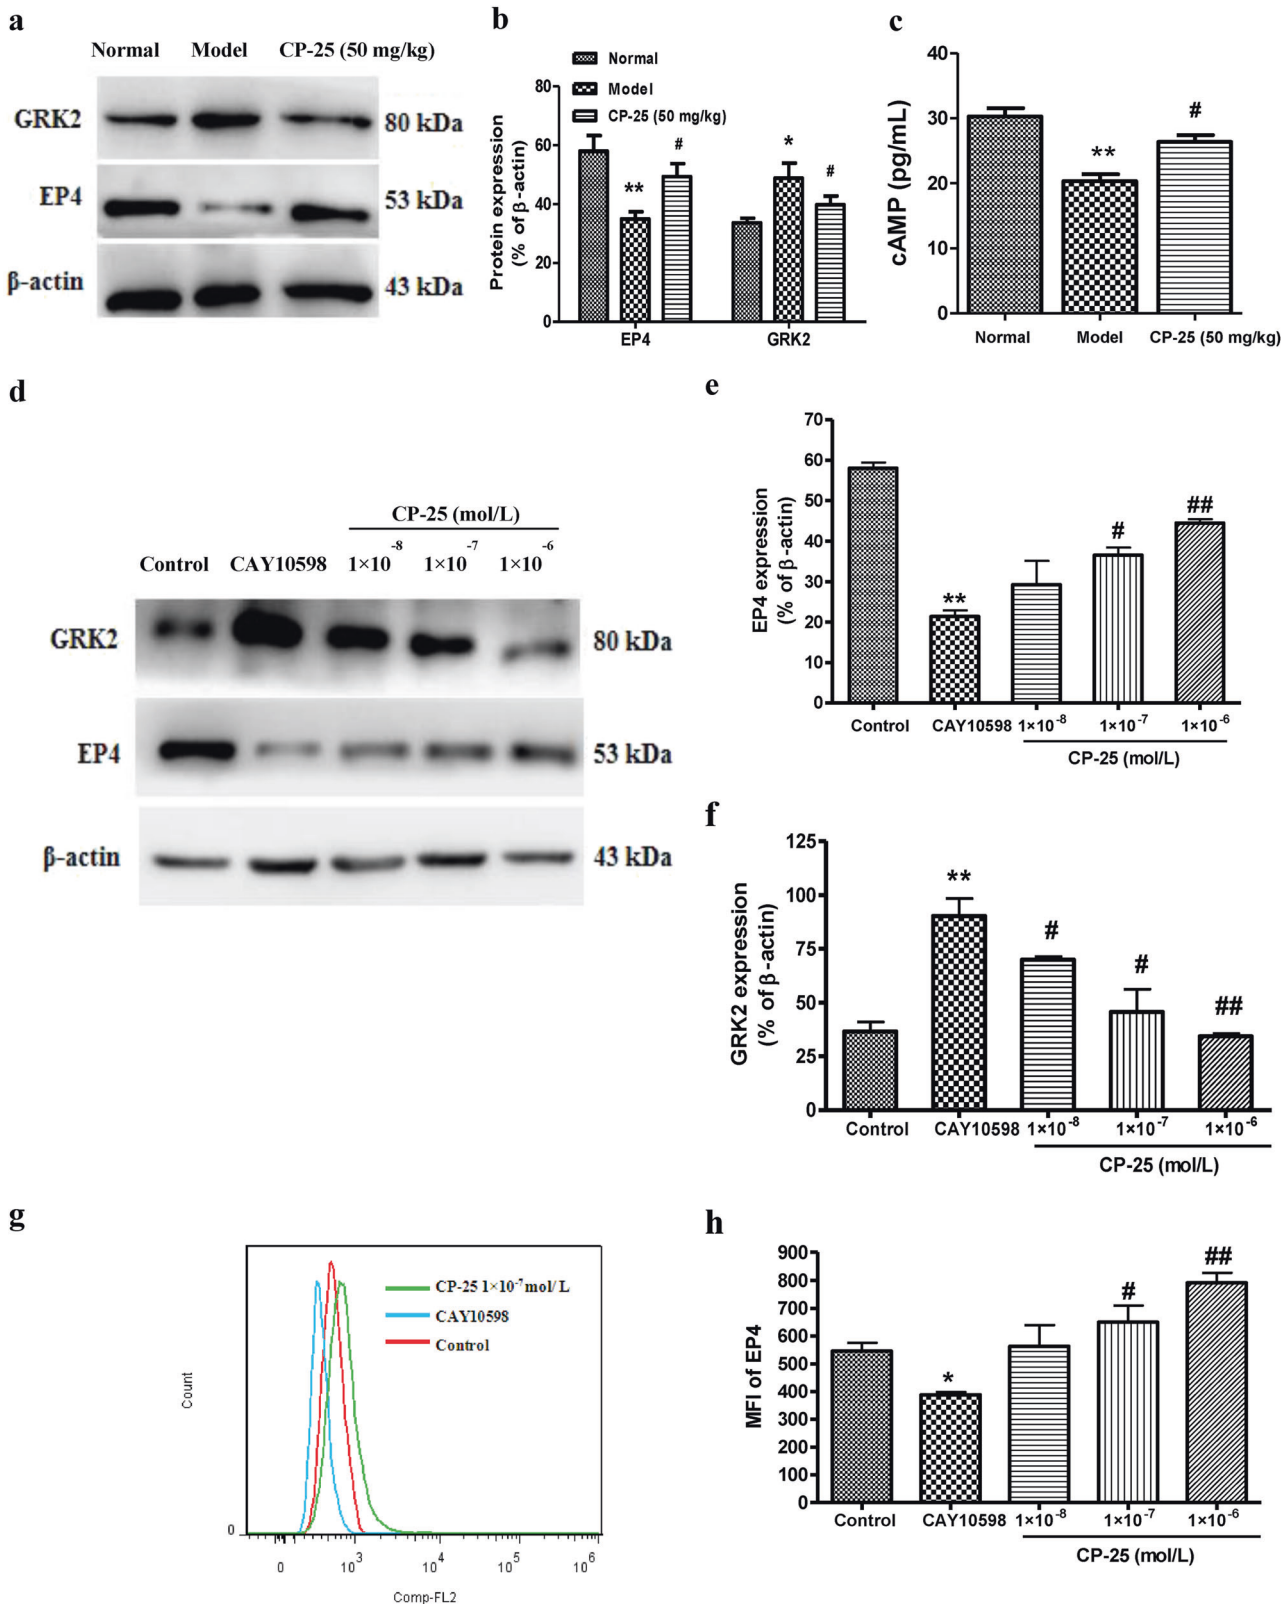 a
Normal Model CP-25 (50 mg/kg)
GRK2 80 kDa
EP4 53 kDa
β-actin 43 kDa
b
Normal
Model
CP-25 (50 mg/kg)
Protein expression
(% of β-actin)
80
60
40
20
0
** # * #
EP4 GRK2
c
cAMP (pg/mL)
40
30
20
10
0
** #
Normal Model CP-25 (50 mg/kg)
d
CP-25 (mol/L)
Control CAY10598 1×10⁻⁸ 1×10⁻⁷ 1×10⁻⁶
GRK2 80 kDa
EP4 53 kDa
β-actin 43 kDa
e
EP4 expression
(% of β-actin)
70
60
50
40
30
20
10
0
** # ##
Control CAY10598 1×10⁻⁸ 1×10⁻⁷ 1×10⁻⁶
CP-25 (mol/L)
f
GRK2 expression
(% of β-actin)
125
100
75
50
25
0
** # # ##
Control CAY10598 1×10⁻⁸ 1×10⁻⁷ 1×10⁻⁶
CP-25 (mol/L)
g
CP-25 1×10⁻⁷mol/ L
CAY10598
Control
Count
0
0 10³ 10⁴ 10⁵ 10⁶
Comp-FL2
h
MFI of EP4
900
800
700
600
500
400
300
200
100
0
* # ##
Control CAY10598 1×10⁻⁸ 1×10⁻⁷ 1×10⁻⁶
CP-25 (mol/L)